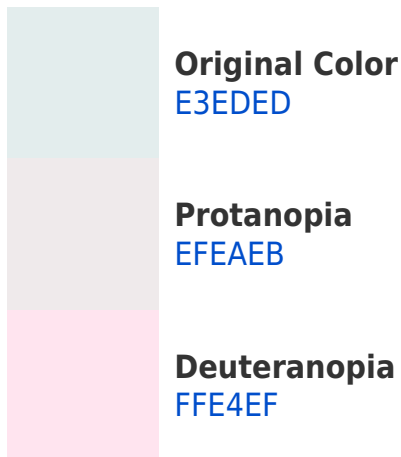 Original Color
E3EDED
Protanopia
EFEAEB
Deuteranopia
FFE4EF